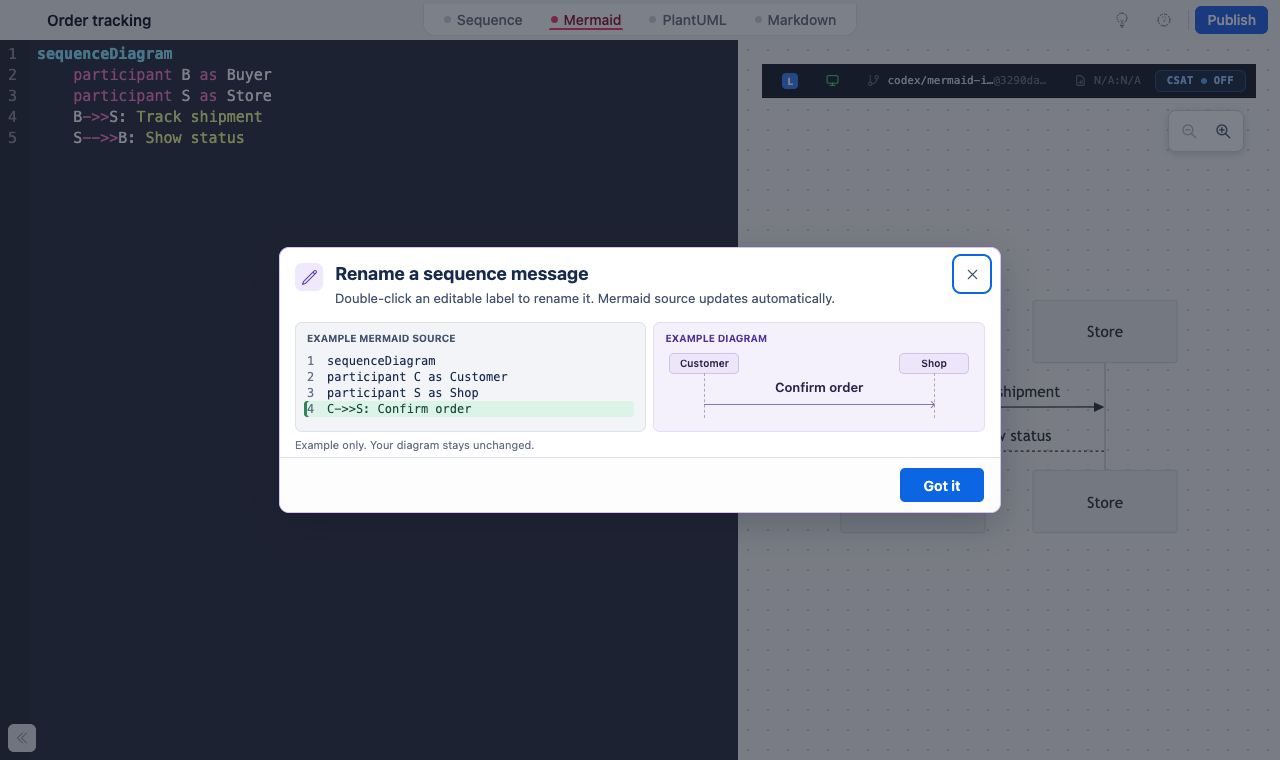 Order tracking
Sequence
Mermaid
PlantUML
Markdown
Publish
1 sequenceDiagram
2 participant B as Buyer
3 participant S as Store
4 B->>S: Track shipment
5 S-->>B: Show status
L
codex/mermaid-i…@3290da…
N/A:N/A
CSAT ● OFF
Rename a sequence message
Double-click an editable label to rename it. Mermaid source updates automatically.
EXAMPLE MERMAID SOURCE
1 sequenceDiagram
2 participant C as Customer
3 participant S as Shop
4 C->>S: Confirm order
EXAMPLE DIAGRAM
Customer
Shop
Confirm order
Example only. Your diagram stays unchanged.
Got it
Store
shipment
status
Store